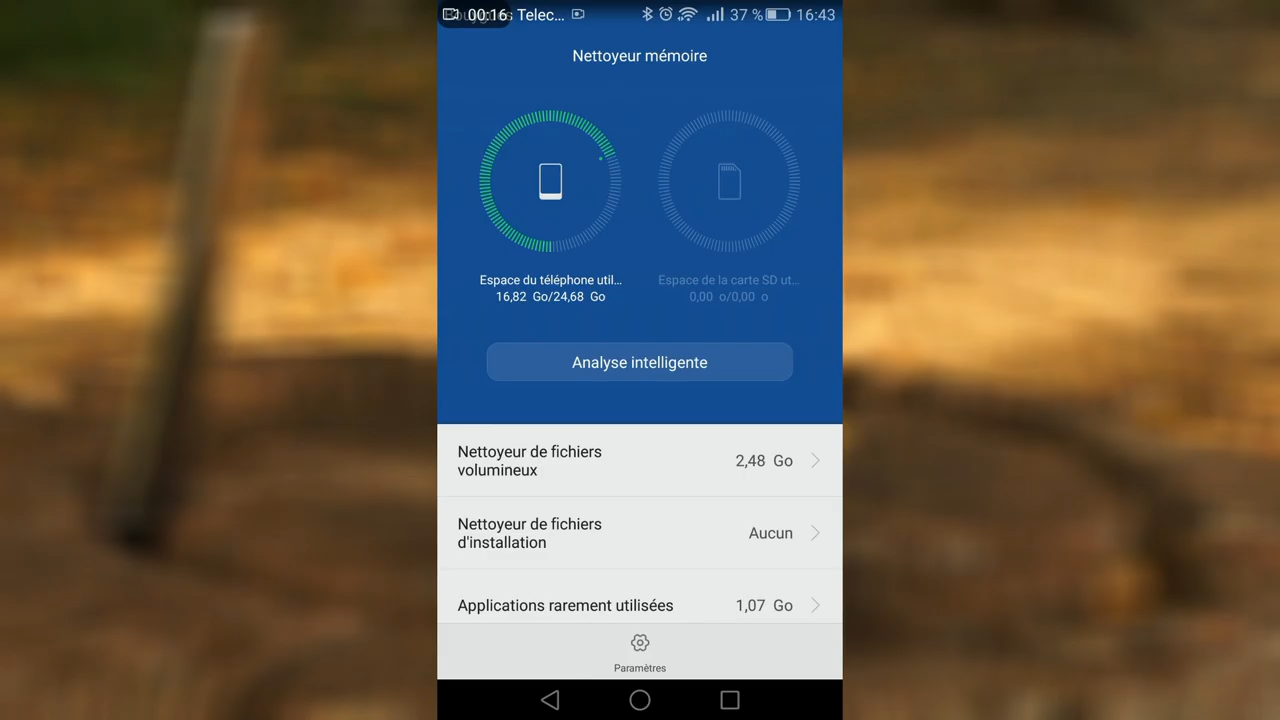 00:16 Telec... 37 % 16:43
Nettoyeur mémoire
Espace du téléphone util...
16,82 Go/24,68 Go
Espace de la carte SD ut...
0,00 o/0,00 o
Analyse intelligente
Nettoyeur de fichiers
volumineux
2,48 Go
Nettoyeur de fichiers
d'installation
Aucun
Applications rarement utilisées
1,07 Go
Paramètres